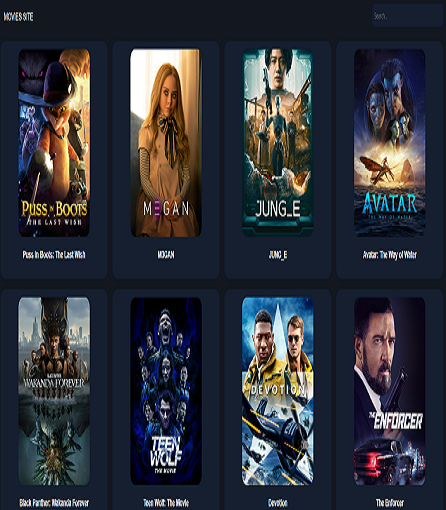 MOVIES SITE
Search...
PUSS IN BOOTS
THE LAST WISH
M3GAN
JUNG_E
AVATAR
THE WAY OF WATER
Puss in Boots: The Last Wish
M3GAN
JUNG_E
Avatar: The Way of Water
WAKANDA FOREVER
TEEN WOLF
THE MOVIE
DEVOTION
THE ENFORCER
Black Panther: Wakanda Forever
Teen Wolf: The Movie
Devotion
The Enforcer